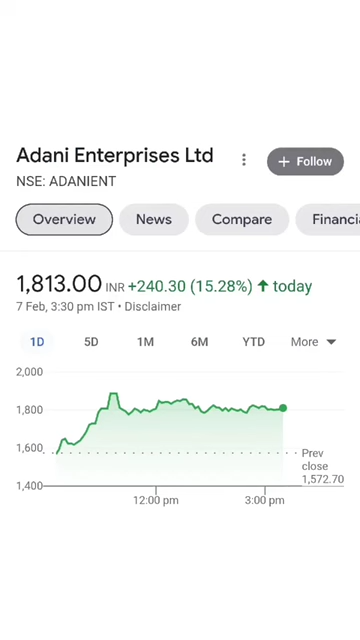 Adani Enterprises Ltd
+ Follow
NSE: ADANIENT
Overview News Compare Financia
1,813.00 INR +240.30 (15.28%) ↑ today
7 Feb, 3:30 pm IST • Disclaimer
1D 5D 1M 6M YTD More
2,000
1,800
1,600
1,400
Prev
close
1,572.70
12:00 pm 3:00 pm